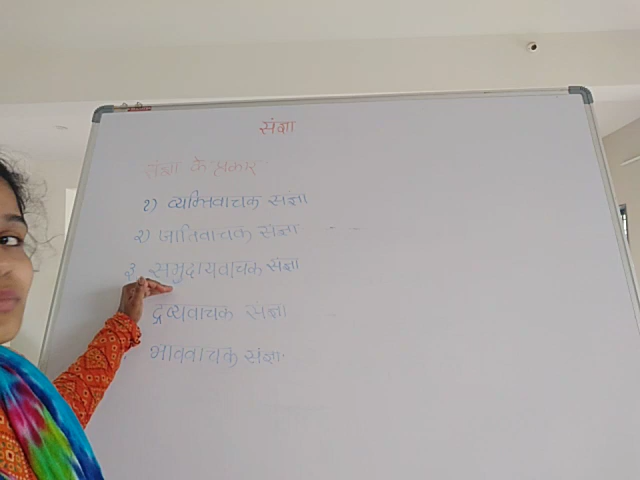 संज्ञा
संज्ञा के प्रकार
१) व्यक्तिवाचक संज्ञा
२) जातिवाचक संज्ञा - -
३. समुदायवाचक संज्ञा
द्रव्यवाचक संज्ञा
भाववाचक संज्ञा.